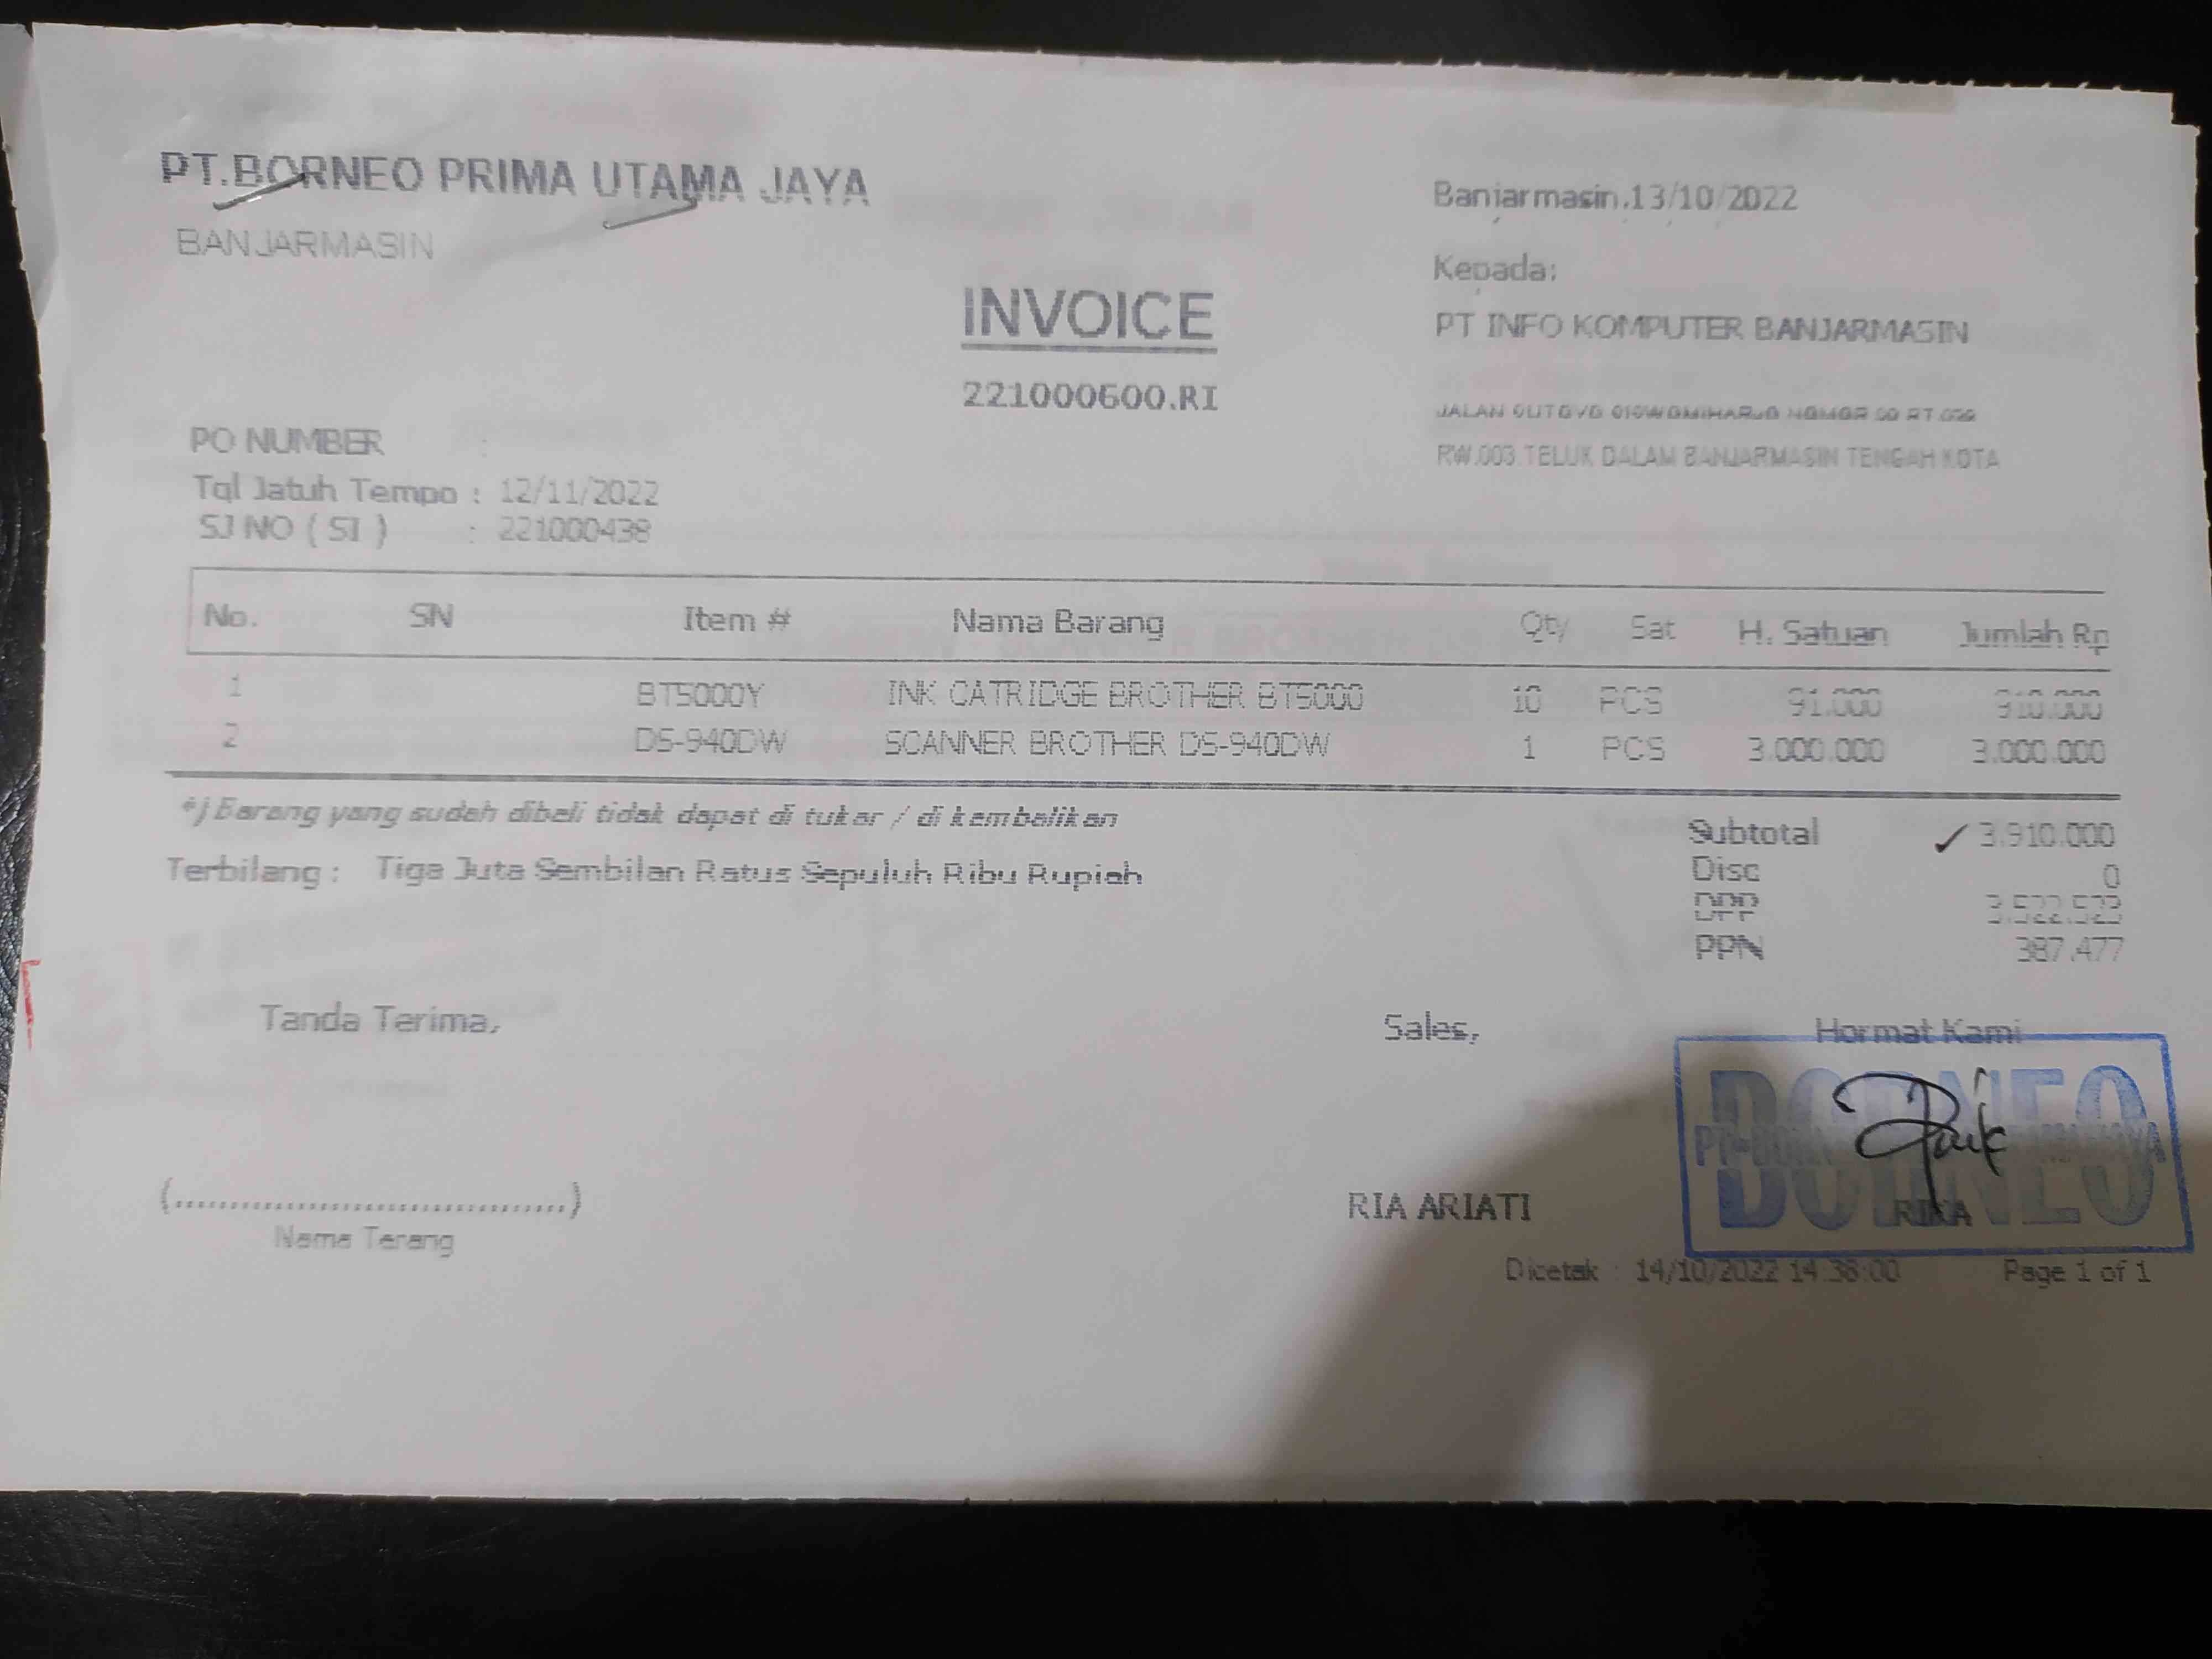 PT.BORNEO PRIMA UTAMA JAYA
BANJARMASIN
Banjarmasin,13/10/2022
Kepada:
PT INFO KOMPUTER BANJARMASIN
INVOICE
221000600.RI
JALAN RT.
RW.003 TELUK DALAM BANJARMASIN TENGAH KOTA
PO NUMBER :
Tgl Jatuh Tempo : 12/11/2022
SJ NO ( SI ) : 221000438
No. SN Item # Nama Barang Qty Sat H. Satuan Jumlah Rp
1 BT5000Y INK CATRIDGE BROTHER BT5000 10 PCS 91.000 910.000
2 DS-940DW SCANNER BROTHER DS-940DW 1 PCS 3.000.000 3.000.000
*) Barang yang sudah dibeli tidak dapat di tukar / di kembalikan
Terbilang : Tiga Juta Sembilan Ratus Sepuluh Ribu Rupiah
Subtotal 3.910.000
Disc 0
DPP 3.522.523
PPN 387.477
Tanda Terima,
Sales,
Hormat Kami
BORNEO
(....................................)
Nama Terang
RIA ARIATI
RIKA
Dicetak : 14/10/2022 14:38:00 Page 1 of 1